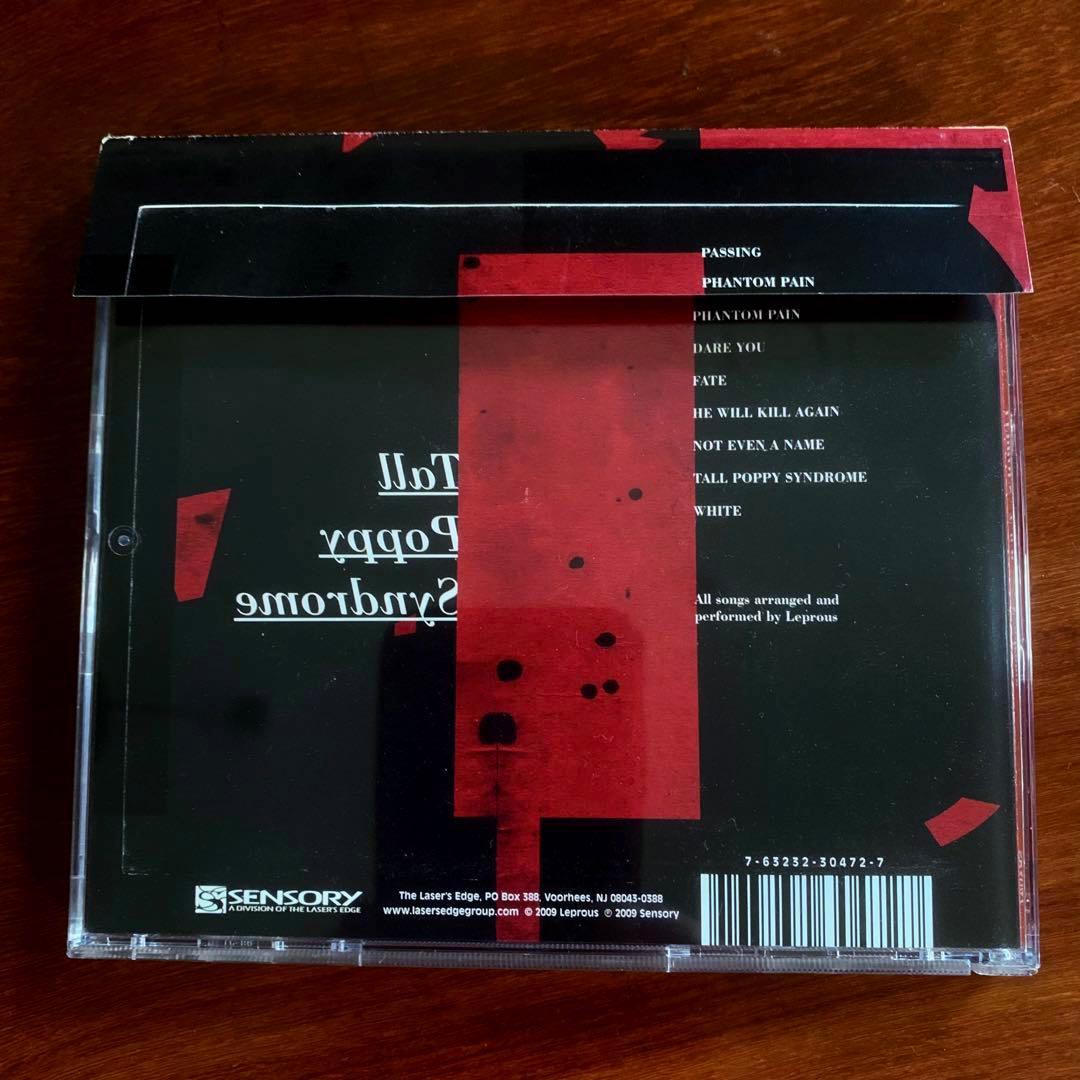 PASSING
PHANTOM PAIN
PHANTOM PAIN
DARE YOU
FATE
HE WILL KILL AGAIN
NOT EVEN A NAME
TALL POPPY SYNDROME
WHITE
Tall
Poppy
Syndrome
All songs arranged and
performed by Leprous
7-63232-30472-7
SENSORY
A DIVISION OF THE LASER'S EDGE
The Laser's Edge, PO Box 388, Voorhees, NJ 08043-0388
www.lasersedgegroup.com © 2009 Leprous ℗ 2009 Sensory